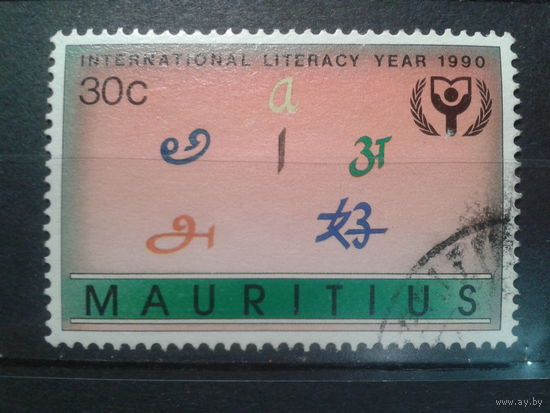 INTERNATIONAL LITERACY YEAR 1990
30c
a
అ ا अ
அ 好
MAURITIUS
www.ay.by